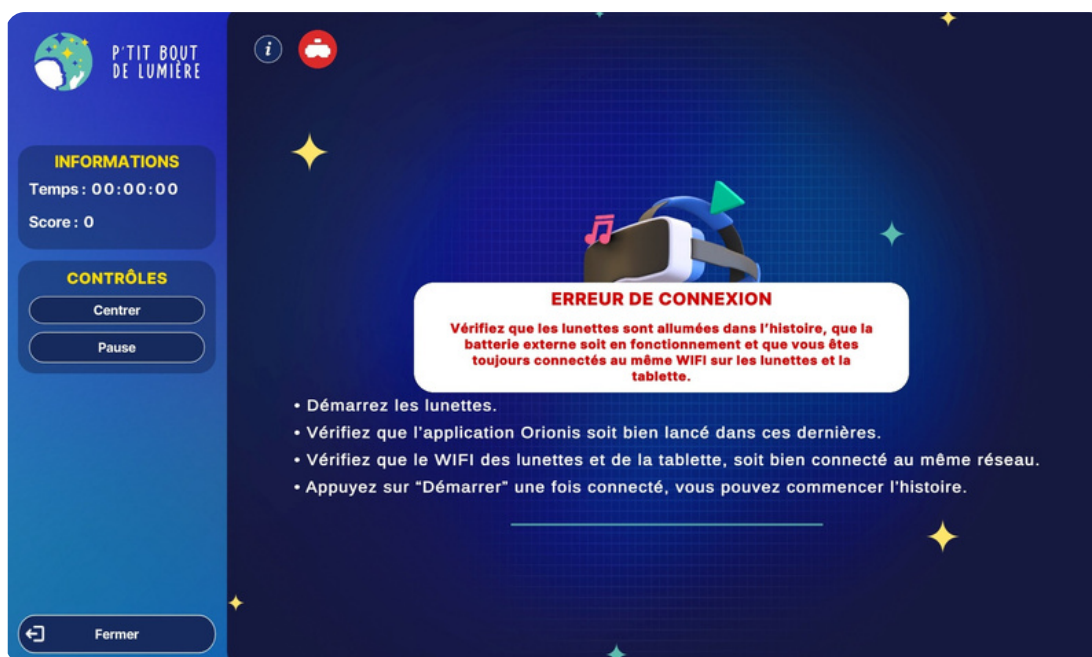 P'TIT BOUT
DE LUMIÈRE
i
INFORMATIONS
Temps : 00:00:00
Score : 0
CONTRÔLES
Centrer
Pause
Fermer
ERREUR DE CONNEXION
Vérifiez que les lunettes sont allumées dans l'histoire, que la
batterie externe soit en fonctionnement et que vous êtes
toujours connectés au même WIFI sur les lunettes et la
tablette.
• Démarrez les lunettes.
• Vérifiez que l'application Orionis soit bien lancé dans ces dernières.
• Vérifiez que le WIFI des lunettes et de la tablette, soit bien connecté au même réseau.
• Appuyez sur “Démarrer” une fois connecté, vous pouvez commencer l'histoire.